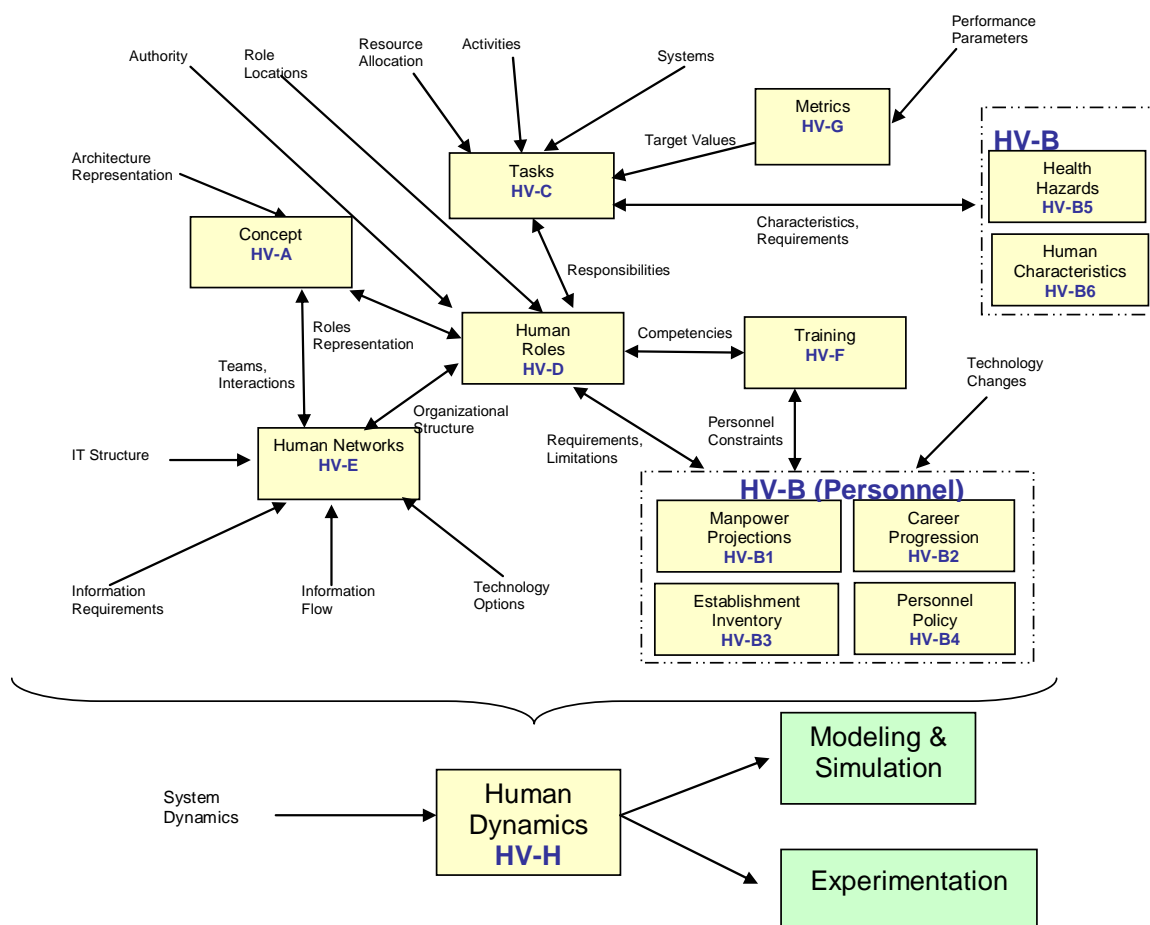 Performance
Parameters
Resource
Allocation
Activities
Authority
Role
Locations
Systems
Metrics
HV-G
Target Values
HV-B
Health
Hazards
HV-B5
Human
Characteristics
HV-B6
Architecture
Representation
Tasks
HV-C
Characteristics,
Requirements
Concept
HV-A
Responsibilities
Roles
Representation
Human
Roles
HV-D
Competencies
Training
HV-F
Technology
Changes
Teams,
Interactions
Organizational
Structure
Requirements,
Limitations
Personnel
Constraints
IT Structure
Human Networks
HV-E
HV-B (Personnel)
Manpower
Projections
HV-B1
Career
Progression
HV-B2
Establishment
Inventory
HV-B3
Personnel
Policy
HV-B4
Information
Requirements
Information
Flow
Technology
Options
Modeling &
Simulation
System
Dynamics
Human
Dynamics
HV-H
Experimentation